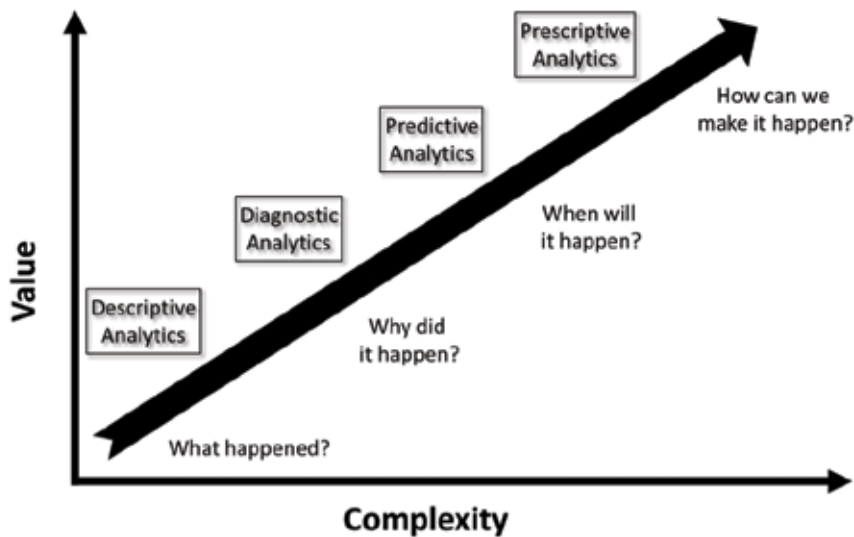 Prescriptive
Analytics
How can we
make it happen?
Predictive
Analytics
When will
it happen?
Diagnostic
Analytics
Why did
it happen?
Descriptive
Analytics
What happened?
Value
Complexity